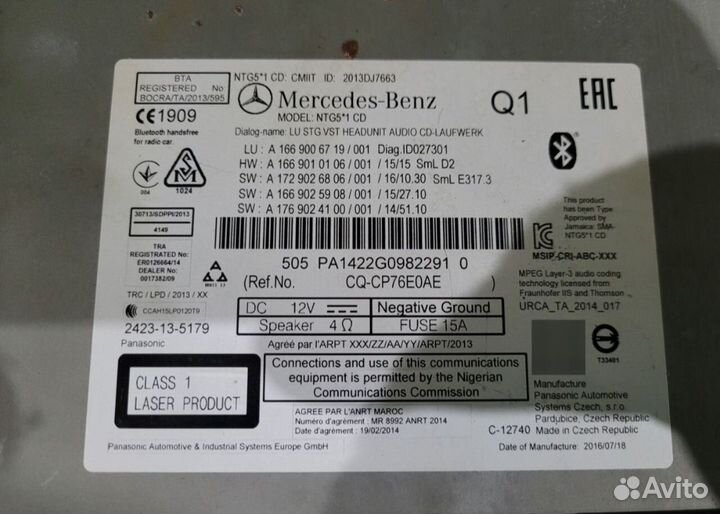 NTG5*1 CD: CMIIT ID: 2013DJ7663
BTA
REGISTERED No
BOCRA/TA/2013/595
Mercedes-Benz
MODEL: NTG5*1 CD
Q1
EAC
CE1909
Bluetooth handsfree
for radio car.
Dialog-name: LU STG VST HEADUNIT AUDIO CD-LAUFWERK
LU : A 166 900 67 19 /001 Diag.ID027301
HW : A 166 901 01 06 /001 / 15/15 SmL D2
SW : A 172 902 68 06 /001 / 16/10.30 SmL E317.3
SW : A 166 902 59 08 /001 / 15/27.10
SW : A 176 902 41 00 /001 / 14/51.10
004
1024
30713/SDPPI/2013
4149
TRA
REGISTERED No:
ER0126664/14
DEALER No:
0017382/09
This product
has been Type
Approved by
Jamaica: SMA-
NTG5*1 CD
MSIP-CRI-ABC-XXX
505 PA1422G0982291 0
(Ref.No. CQ-CP76E0AE )
MPEG Layer-3 audio coding
technology licensed from
Fraunhofer IIS and Thomson
URCA_TA_2014_017
TRC / LPD / 2013 / XX
CCAH15LP0120T9
2423-13-5179
Panasonic
DC 12V
Negative Ground
Speaker 4Ω
FUSE 15A
Agréé par l'ARPT XXX/ZZ/AA/YY/ARPT/2013
Connections and use of this communications
equipment is permitted by the Nigerian
Communications Commission
T33401
CLASS 1
LASER PRODUCT
AGREE PAR L'ANRT MAROC
Numéro d'agrément : MR 8992 ANRT 2014
Date d'agrément : 19/02/2014
Manufacture
Panasonic Automotive
Systems Czech, s.r.o.
Pardubice, Czech Republic
C-12740 Made in Czech Republic
Panasonic Automotive & Industrial Systems Europe GmbH
Date of Manufacture: 2016/07/18
Avito